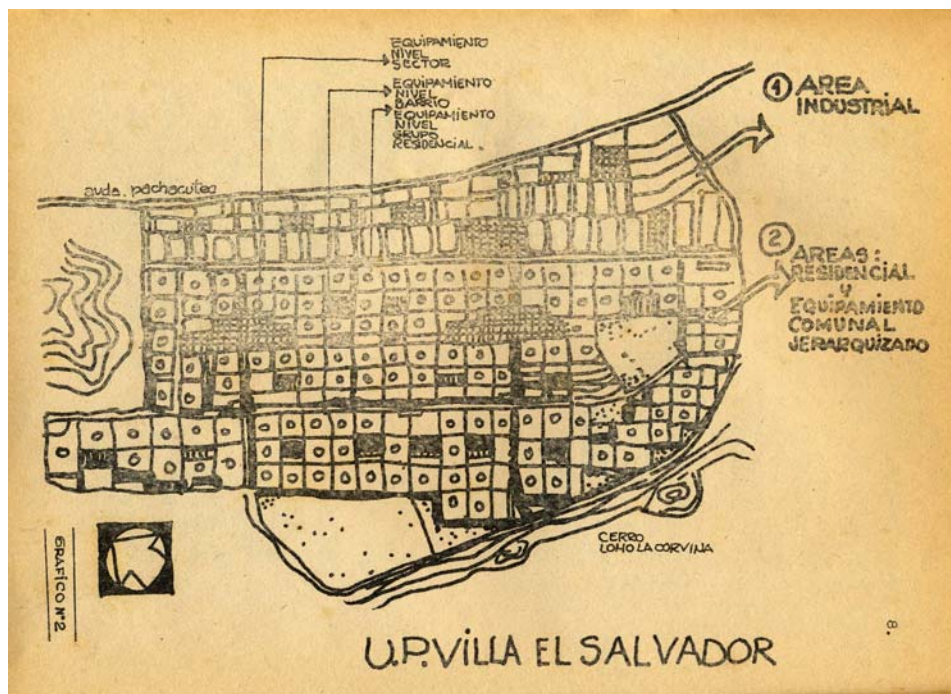 EQUIPAMIENTO
NIVEL
SECTOR
EQUIPAMIENTO
NIVEL
BARRIO
EQUIPAMIENTO
NIVEL
GRUPO
RESIDENCIAL.
avda. pachacutec
1 AREA
INDUSTRIAL
2
AREAS:
RESIDENCIAL
Y
EQUIPAMIENTO
COMUNAL
JERARQUIZADO
CERRO
LOMO LA CORVINA
GRAFICO Nº2
U.P. VILLA EL SALVADOR
8.